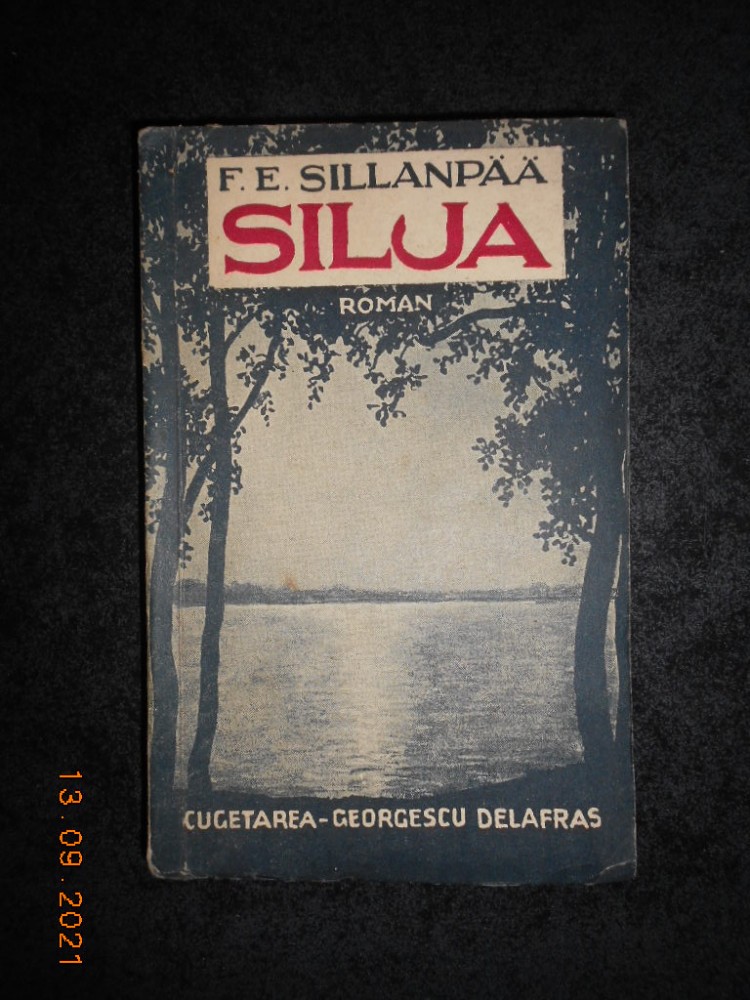 F. E. SILLANPÄÄ
SILJA
ROMAN
CUGETAREA-GEORGESCU DELAFRAS
13.09.2021